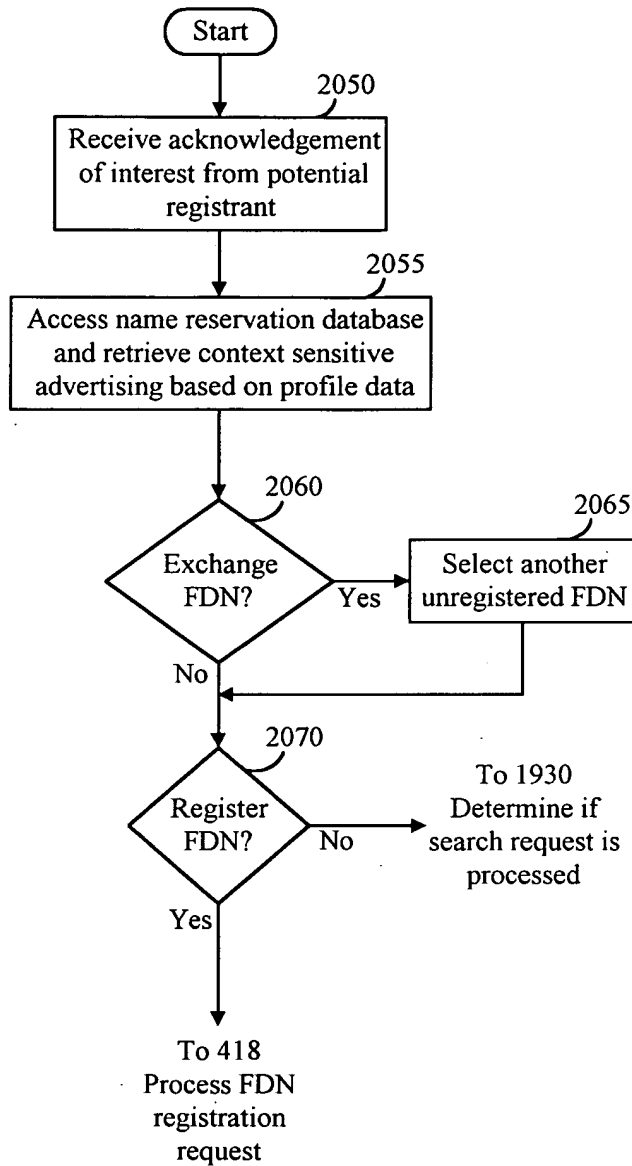 Start
2050
Receive acknowledgement
of interest from potential
registrant
2055
Access name reservation database
and retrieve context sensitive
advertising based on profile data
2060
Exchange
FDN?
Yes
2065
Select another
unregistered FDN
No
2070
Register
FDN?
No
To 1930
Determine if
search request is
processed
Yes
To 418
Process FDN
registration
request